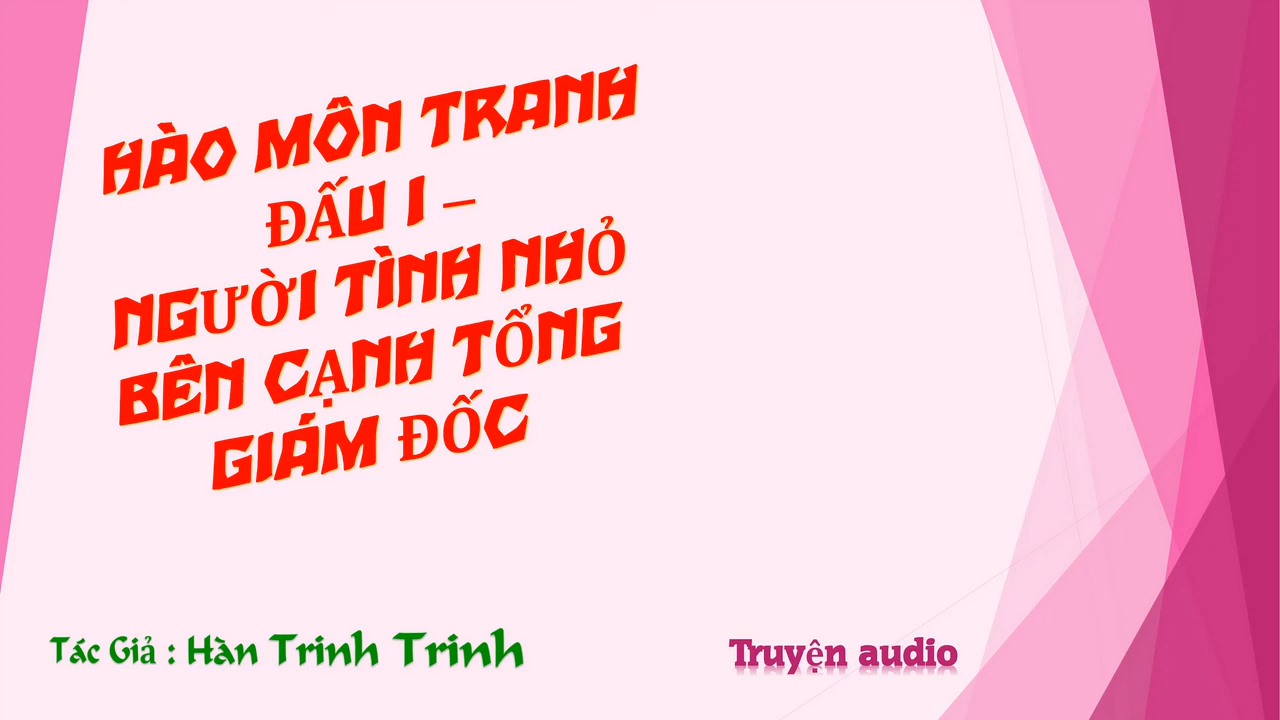 HÀO MÔN TRANH
ĐẤU I –
NGƯỜI TÌNH NHỎ
BÊN CẠNH TỔNG
GIÁM ĐỐC
Tác Giả : Hàn Trinh Trinh
Truyện audio